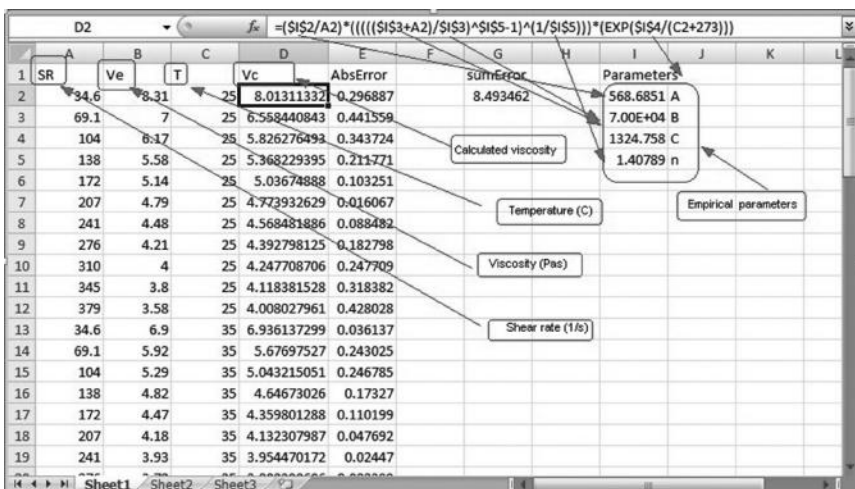 D2 fx =($I$2/A2)*((((($I$3+A2)/$I$3)^$I$5-1)^(1/$I$5)))*(EXP($I$4/(C2+273)))
A B C D E F G H I J K L
1 SR Ve T Vc AbsError sumError Parameters
2 34.6 8.31 25 8.01311332 0.296887 8.493462 568.6851 A
3 69.1 7 25 6.558440843 0.441559 7.00E+04 B
4 104 6.17 25 5.826276493 0.343724 1324.758 C
5 138 5.58 25 5.368229395 0.211771 1.40789 n
Calculated viscosity
6 172 5.14 25 5.03674888 0.103251
7 207 4.79 25 4.773932629 0.016067
Temperature (C) Empirical parameters
8 241 4.48 25 4.568481886 0.088482
9 276 4.21 25 4.392798125 0.182798
10 310 4 25 4.247708706 0.247709
Viscosity (Pas)
11 345 3.8 25 4.118381528 0.318382
12 379 3.58 25 4.008027961 0.428028
13 34.6 6.9 35 6.936137299 0.036137
Shear rate (1/s)
14 69.1 5.92 35 5.67697527 0.243025
15 104 5.29 35 5.043215051 0.246785
16 138 4.82 35 4.64673026 0.17327
17 172 4.47 35 4.359801288 0.110199
18 207 4.18 35 4.132307987 0.047692
19 241 3.93 35 3.954470172 0.02447
Sheet1 Sheet2 Sheet3